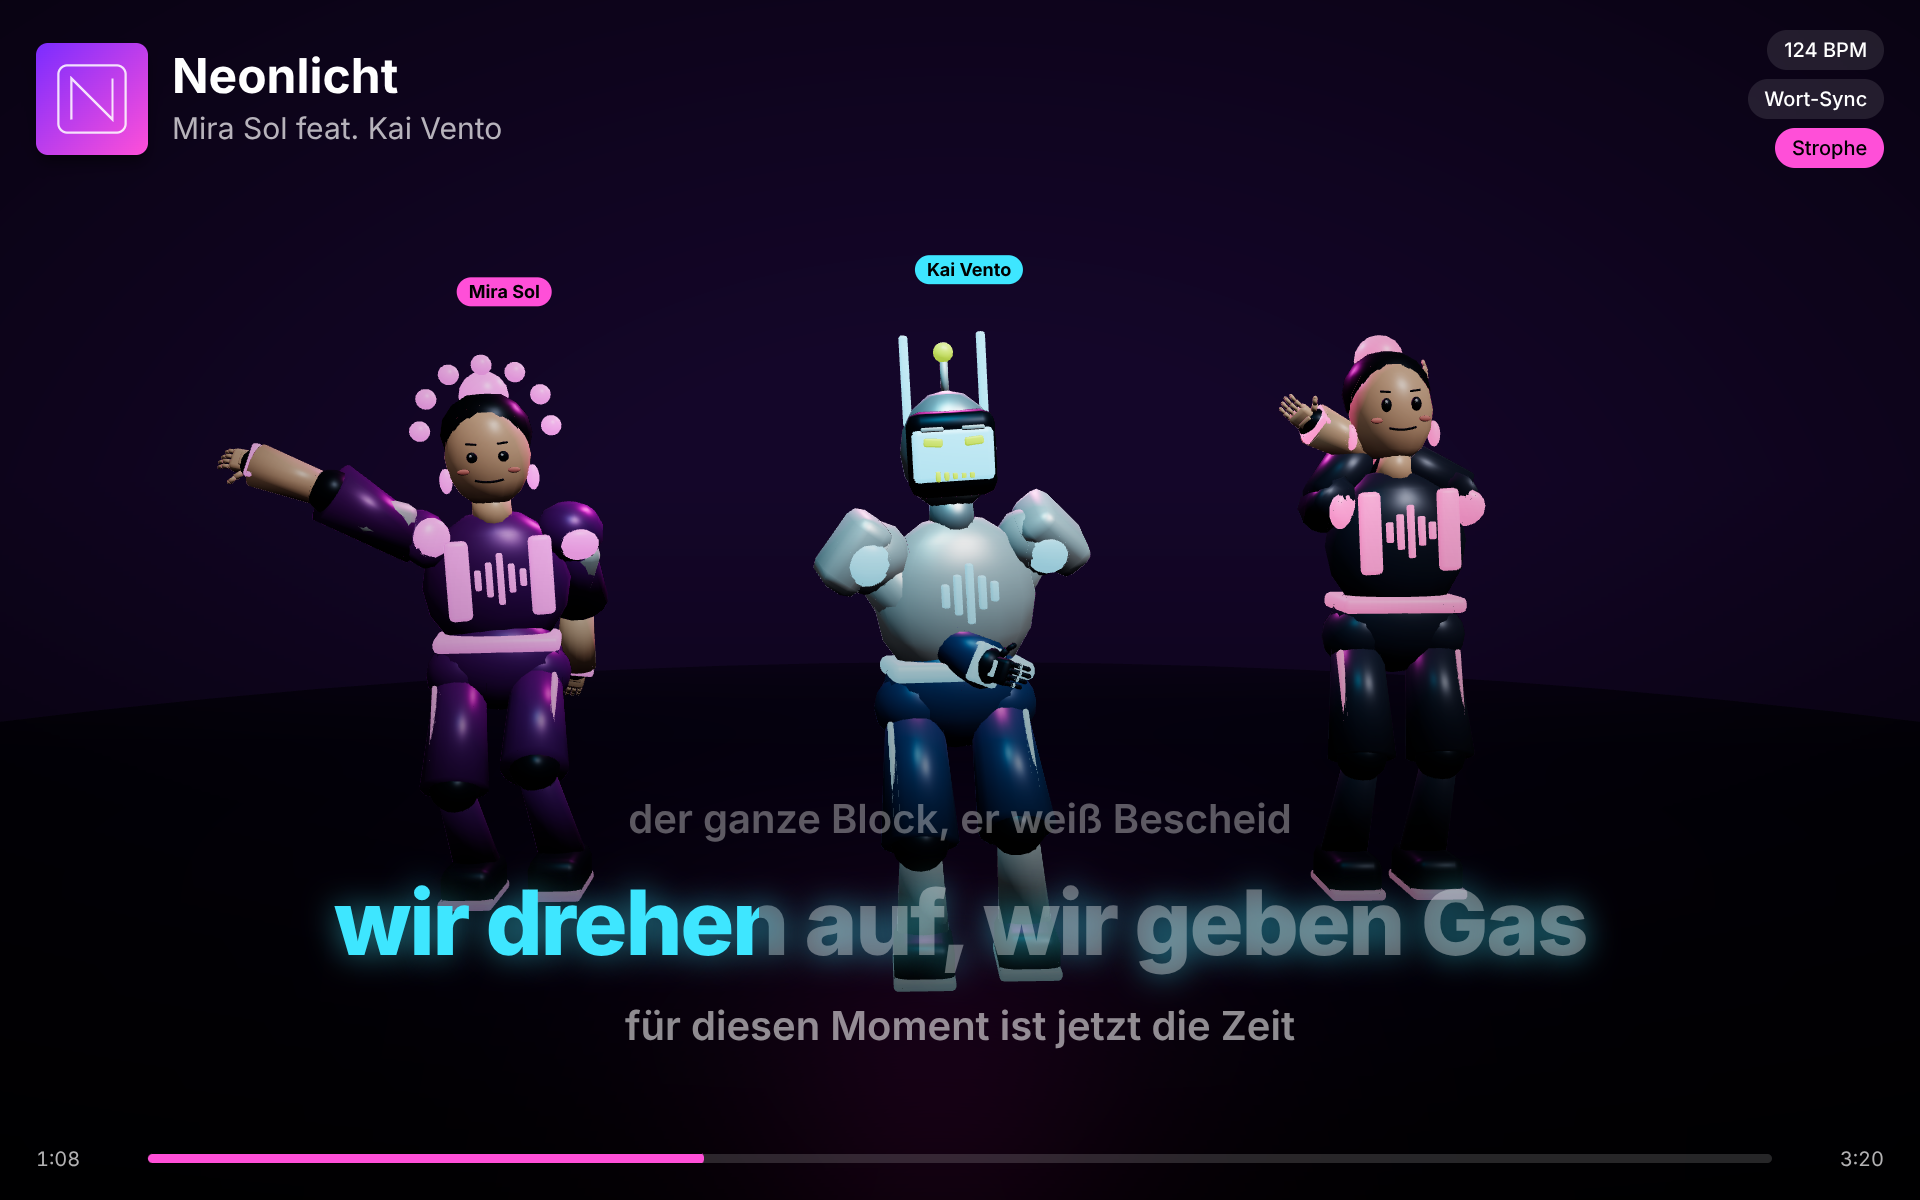 N
Neonlicht
Mira Sol feat. Kai Vento
124 BPM
Wort-Sync
Strophe
Kai Vento
Mira Sol
der ganze Block, er weiß Bescheid
wir drehen auf, wir geben Gas
für diesen Moment ist jetzt die Zeit
1:08
3:20